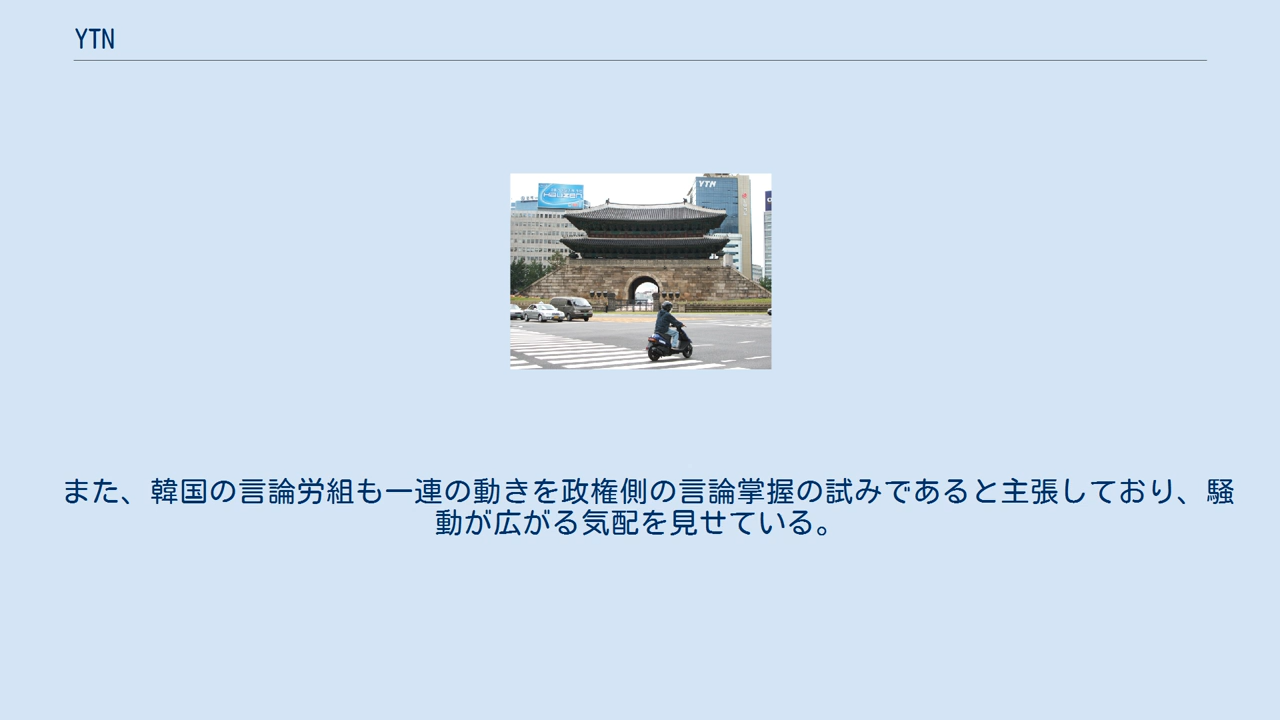 YTN
YTN
また、韓国の言論労組も一連の動きを政権側の言論掌握の試みであると主張しており、騒
動が広がる気配を見せている。